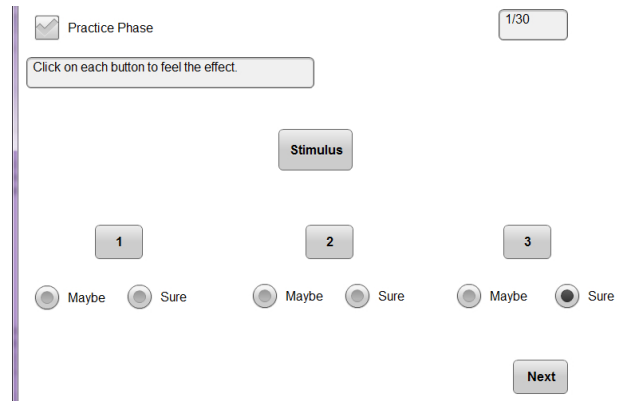 Practice Phase
1/30
Click on each button to feel the effect.
Stimulus
1 2 3
Maybe Sure Maybe Sure Maybe Sure
Next